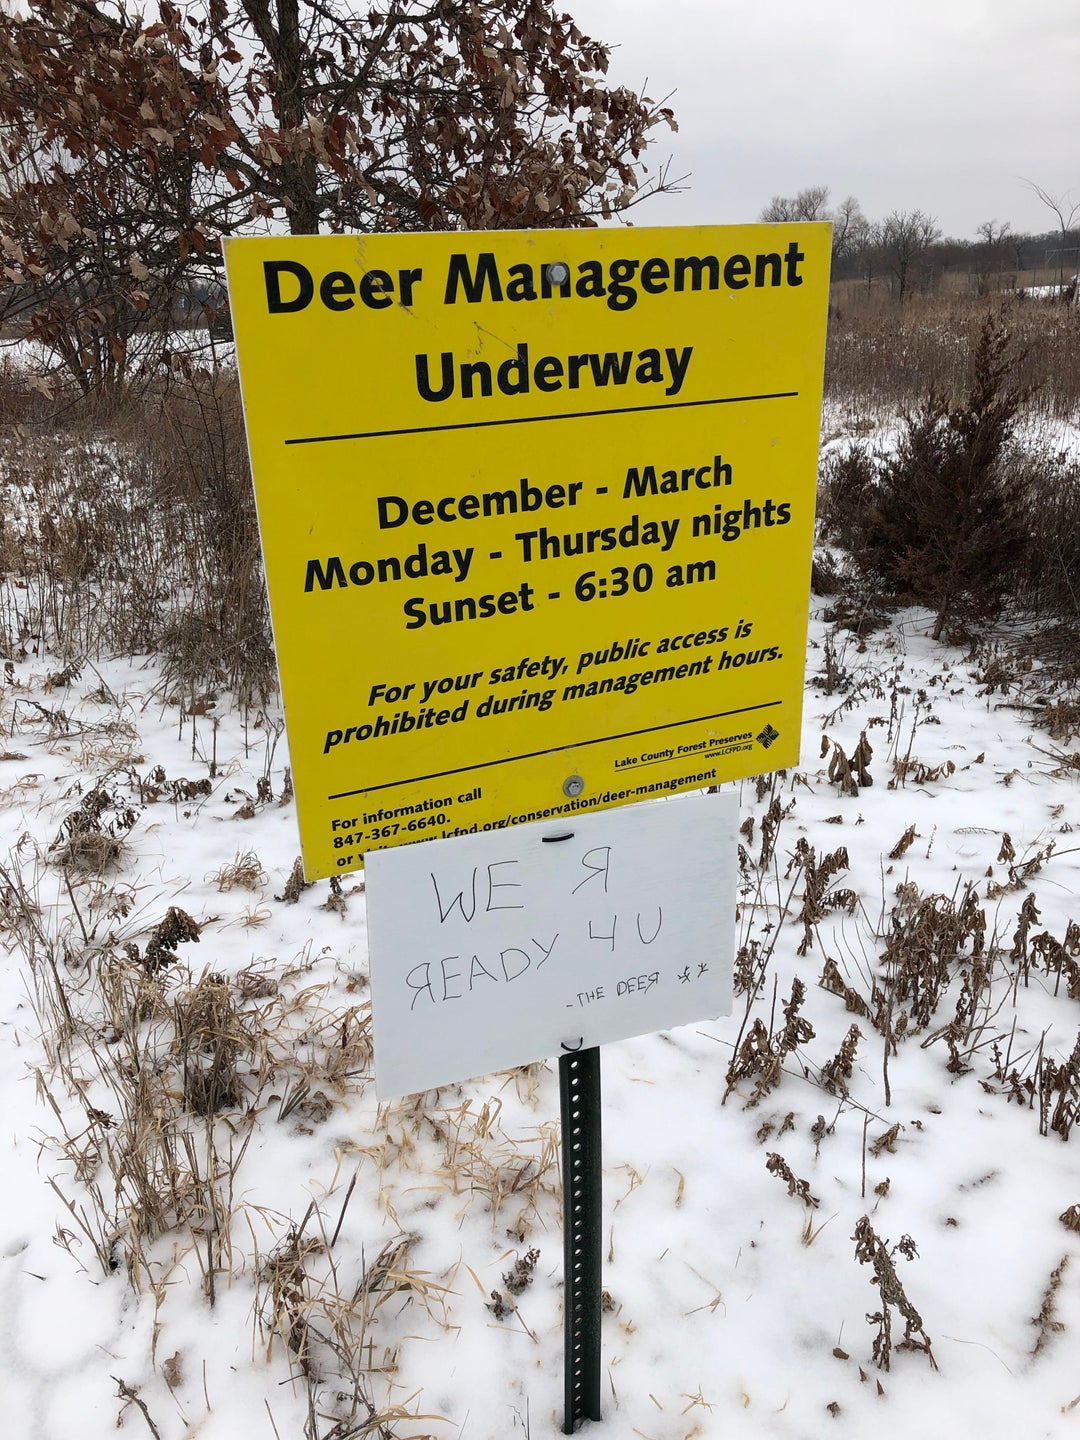 Deer Management
Underway
December - March
Monday - Thursday nights
Sunset - 6:30 am
For your safety, public access is
prohibited during management hours.
Lake County Forest Preserves
www.LCFPD.org
For information call
847-367-6640.
or visit www.lcfpd.org/conservation/deer-management
WE Я
ЯEADY 4 U
-THE DEEЯ **